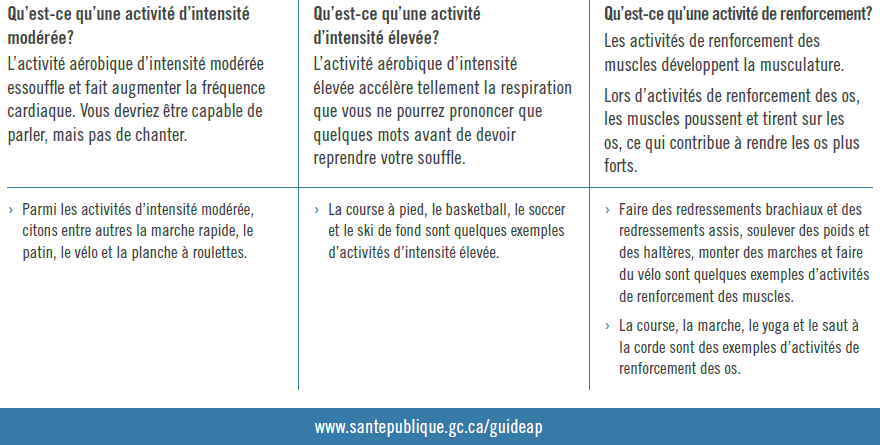 Qu'est-ce qu'une activité d'intensité
modérée?
L'activité aérobique d'intensité modérée
essouffle et fait augmenter la fréquence
cardiaque. Vous devriez être capable de
parler, mais pas de chanter.
› Parmi les activités d'intensité modérée,
citons entre autres la marche rapide, le
patin, le vélo et la planche à roulettes.
Qu'est-ce qu'une activité
d'intensité élevée?
L'activité aérobique d'intensité
élevée accélère tellement la respiration
que vous ne pourrez prononcer que
quelques mots avant de devoir
reprendre votre souffle.
› La course à pied, le basketball, le soccer
et le ski de fond sont quelques exemples
d'activités d'intensité élevée.
Qu'est-ce qu'une activité de renforcement?
Les activités de renforcement des
muscles développent la musculature.
Lors d'activités de renforcement des os,
les muscles poussent et tirent sur les
os, ce qui contribue à rendre les os plus
forts.
› Faire des redressements brachiaux et des
redressements assis, soulever des poids et
des haltères, monter des marches et faire
du vélo sont quelques exemples d'activités
de renforcement des muscles.
› La course, la marche, le yoga et le saut à
la corde sont des exemples d'activités de
renforcement des os.
www.santepublique.gc.ca/guideap